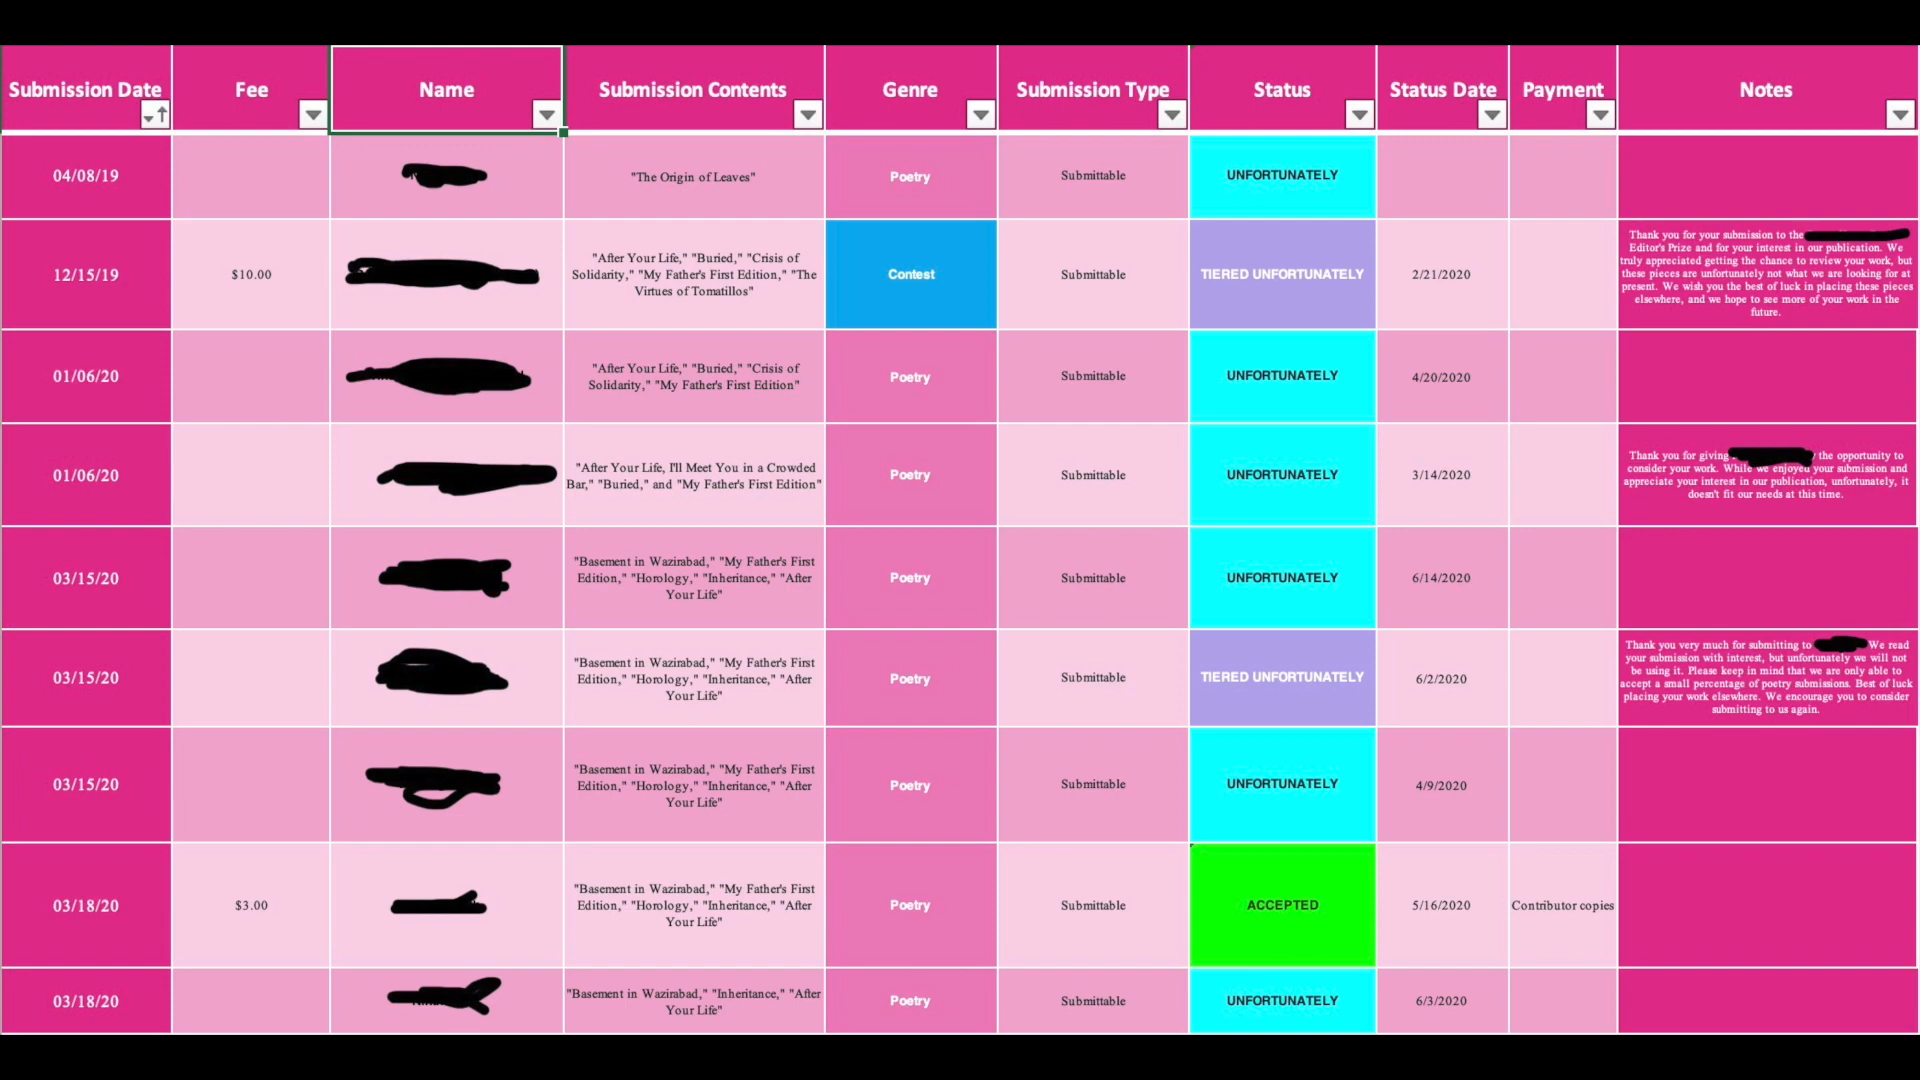 Submission Date Fee Name Submission Contents Genre Submission Type Status Status Date Payment Notes
04/08/19 "The Origin of Leaves" Poetry Submittable UNFORTUNATELY
12/15/19 $10.00
"After Your Life," "Buried," "Crisis of
Solidarity," "My Father's First Edition," "The
Virtues of Tomatillos"
Contest Submittable TIERED UNFORTUNATELY 2/21/2020
Thank you for your submission to the
Editor's Prize and for your interest in our publication. We
truly appreciated getting the chance to review your work, but
these pieces are unfortunately not what we are looking for at
present. We wish you the best of luck in placing these pieces
elsewhere, and we hope to see more of your work in the
future.
01/06/20
"After Your Life," "Buried," "Crisis of
Solidarity," "My Father's First Edition"
Poetry Submittable UNFORTUNATELY 4/20/2020
01/06/20
"After Your Life, I'll Meet You in a Crowded
Bar," "Buried," and "My Father's First Edition"
Poetry Submittable UNFORTUNATELY 3/14/2020
Thank you for giving the opportunity to
consider your work. While we enjoyed your submission and
appreciate your interest in our publication, unfortunately, it
doesn't fit our needs at this time.
03/15/20
"Basement in Wazirabad," "My Father's First
Edition," "Horology," "Inheritance," "After
Your Life"
Poetry Submittable UNFORTUNATELY 6/14/2020
03/15/20
"Basement in Wazirabad," "My Father's First
Edition," "Horology," "Inheritance," "After
Your Life"
Poetry Submittable TIERED UNFORTUNATELY 6/2/2020
Thank you very much for submitting to We read
your submission with interest, but unfortunately we will not
be using it. Please keep in mind that we are only able to
accept a small percentage of poetry submissions. Best of luck
placing your work elsewhere. We encourage you to consider
submitting to us again.
03/15/20
"Basement in Wazirabad," "My Father's First
Edition," "Horology," "Inheritance," "After
Your Life"
Poetry Submittable UNFORTUNATELY 4/9/2020
03/18/20 $3.00
"Basement in Wazirabad," "My Father's First
Edition," "Horology," "Inheritance," "After
Your Life"
Poetry Submittable ACCEPTED 5/16/2020 Contributor copies
03/18/20
"Basement in Wazirabad," "Inheritance," "After
Your Life"
Poetry Submittable UNFORTUNATELY 6/3/2020